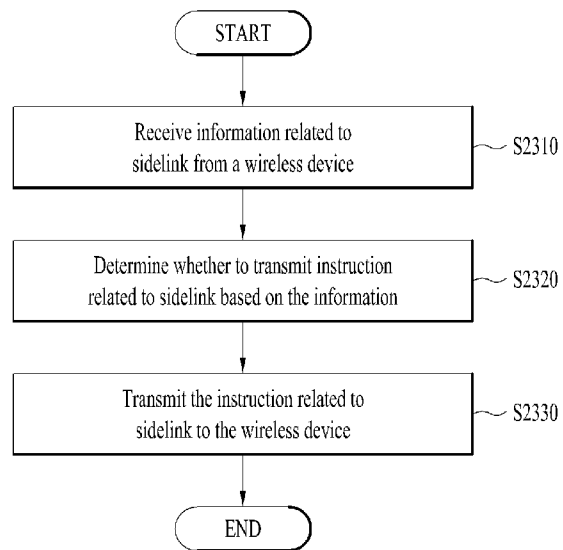 START
Receive information related to
sidelink from a wireless device
S2310
Determine whether to transmit instruction
related to sidelink based on the information
S2320
Transmit the instruction related to
sidelink to the wireless device
S2330
END